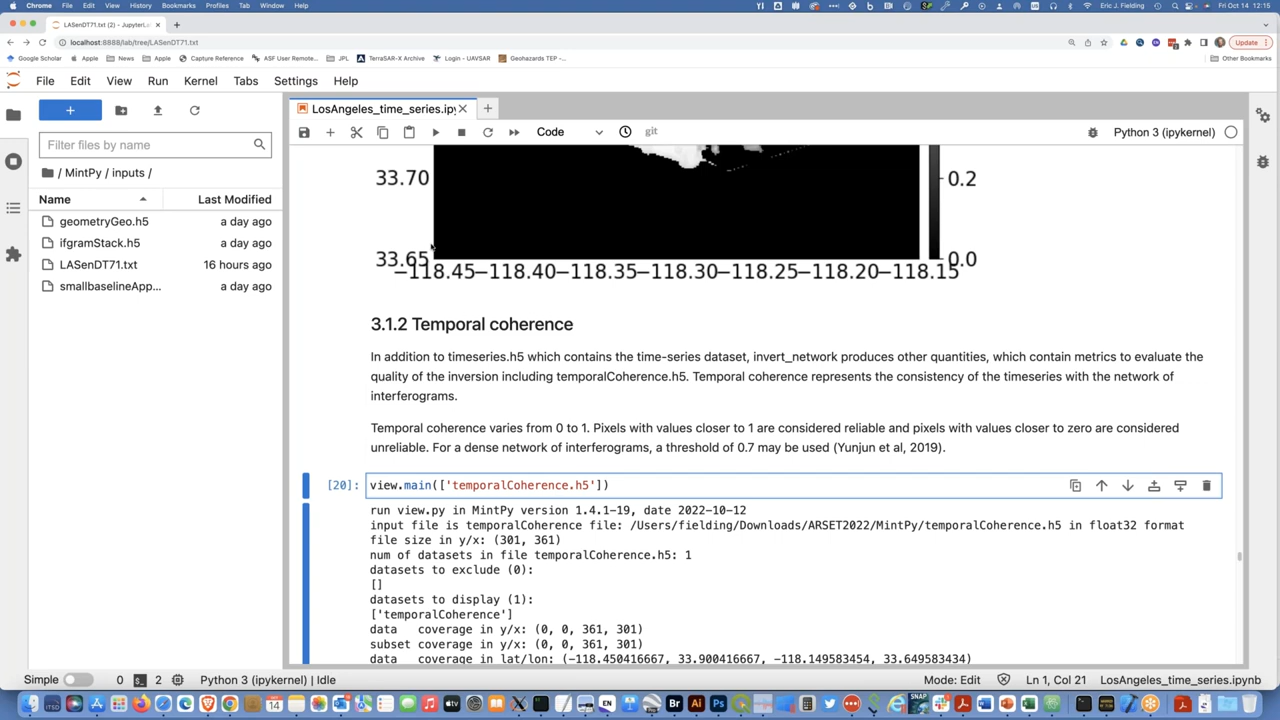 Chrome File Edit View History Bookmarks Profiles Tab Window Help Eric J. Fielding Fri Oct 14 12:15
LASenDT71.txt (2) - JupyterLa
localhost:8888/lab/tree/LASenDT71.txt Update
Google Scholar Apple News Apple Capture Reference ASF User Remote... JPL TerraSAR-X Archive Login - UAVSAR Geohazards TEP -... Other Bookmarks
File Edit View Run Kernel Tabs Settings Help
LosAngeles_time_series.ipy
Filter files by name
Code git Python 3 (ipykernel)
/ MintPy / inputs /
Name Last Modified
geometryGeo.h5 a day ago
ifgramStack.h5 a day ago
LASenDT71.txt 16 hours ago
smallbaselineApp... a day ago
33.70 0.2
33.65 0.0
−118.45−118.40−118.35−118.30−118.25−118.20−118.15
3.1.2 Temporal coherence
In addition to timeseries.h5 which contains the time-series dataset, invert_network produces other quantities, which contain metrics to evaluate the
quality of the inversion including temporalCoherence.h5. Temporal coherence represents the consistency of the timeseries with the network of
interferograms.
Temporal coherence varies from 0 to 1. Pixels with values closer to 1 are considered reliable and pixels with values closer to zero are considered
unreliable. For a dense network of interferograms, a threshold of 0.7 may be used (Yunjun et al, 2019).
[20]: view.main(['temporalCoherence.h5'])
run view.py in MintPy version 1.4.1-19, date 2022-10-12
input file is temporalCoherence file: /Users/fielding/Downloads/ARSET2022/MintPy/temporalCoherence.h5 in float32 format
file size in y/x: (301, 361)
num of datasets in file temporalCoherence.h5: 1
datasets to exclude (0):
[]
datasets to display (1):
['temporalCoherence']
data coverage in y/x: (0, 0, 361, 301)
subset coverage in y/x: (0, 0, 361, 301)
data coverage in lat/lon: (-118.450416667, 33.900416667, -118.149583454, 33.649583434)
Simple 0 2 Python 3 (ipykernel) | Idle Mode: Edit Ln 1, Col 21 LosAngeles_time_series.ipynb